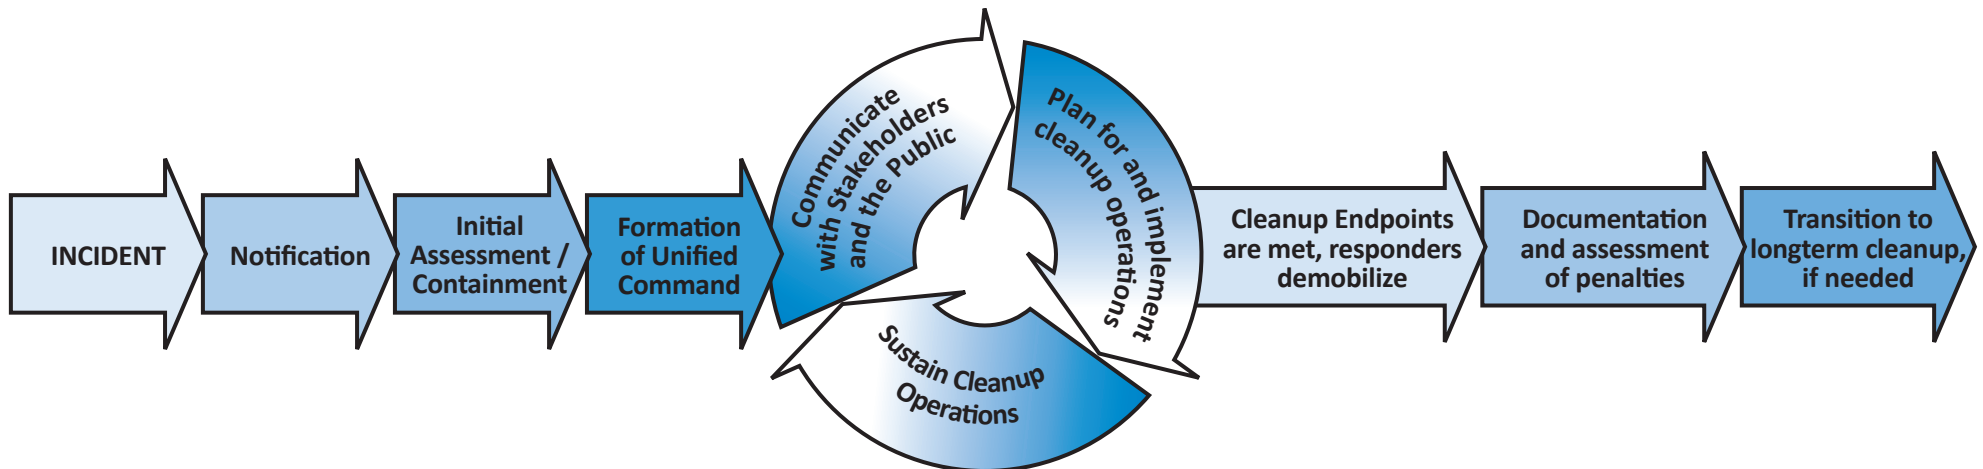 INCIDENT
Notification
Initial
Assessment /
Containment
Formation
of Unified
Command
Communicate
with Stakeholders
and the Public
Plan for and implement
cleanup operations
Sustain Cleanup
Operations
Cleanup Endpoints
are met, responders
demobilize
Documentation
and assessment
of penalties
Transition to
longterm cleanup,
if needed